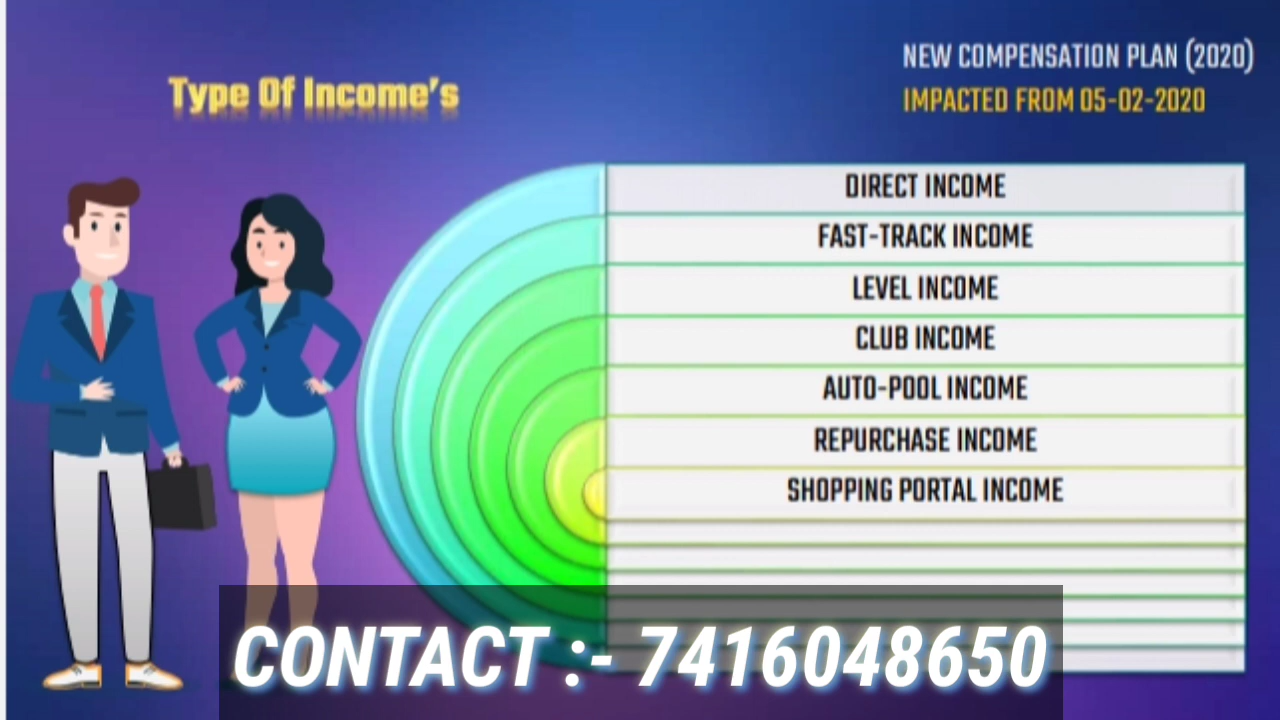 NEW COMPENSATION PLAN (2020)
Type Of Income's
IMPACTED FROM 05-02-2020
DIRECT INCOME
FAST-TRACK INCOME
LEVEL INCOME
CLUB INCOME
AUTO-POOL INCOME
REPURCHASE INCOME
SHOPPING PORTAL INCOME
CONTACT :- 7416048650